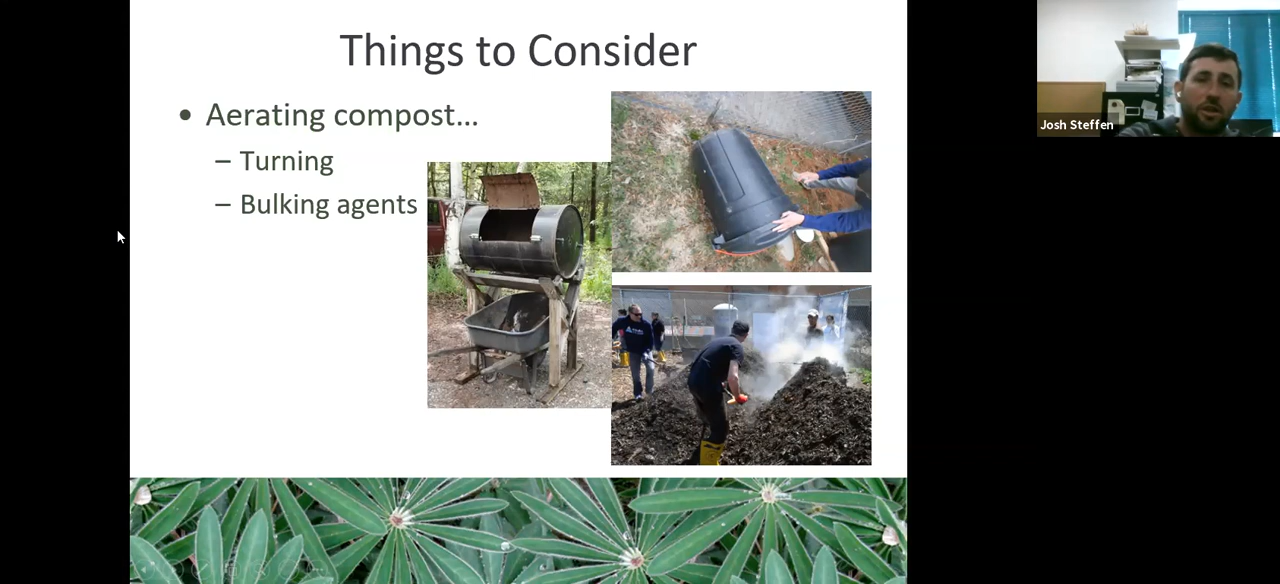 Things to Consider
• Aerating compost...
– Turning
– Bulking agents
Josh Steffen